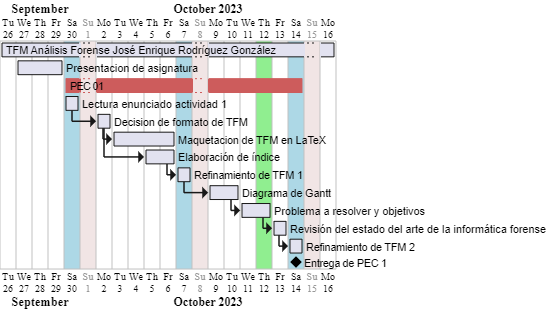 September October 2023
Tu We Th Fr Sa Su Mo Tu We Th Fr Sa Su Mo Tu We Th Fr Sa Su Mo
26 27 28 29 30 1 2 3 4 5 6 7 8 9 10 11 12 13 14 15 16
TFM Análisis Forense José Enrique Rodríguez González
Presentacion de asignatura
PEC 01
Lectura enunciado actividad 1
Decision de formato de TFM
Maquetacion de TFM en LaTeX
Elaboración de índice
Refinamiento de TFM 1
Diagrama de Gantt
Problema a resolver y objetivos
Revisión del estado del arte de la informática forense
Refinamiento de TFM 2
Entrega de PEC 1
Tu We Th Fr Sa Su Mo Tu We Th Fr Sa Su Mo Tu We Th Fr Sa Su Mo
26 27 28 29 30 1 2 3 4 5 6 7 8 9 10 11 12 13 14 15 16
September October 2023